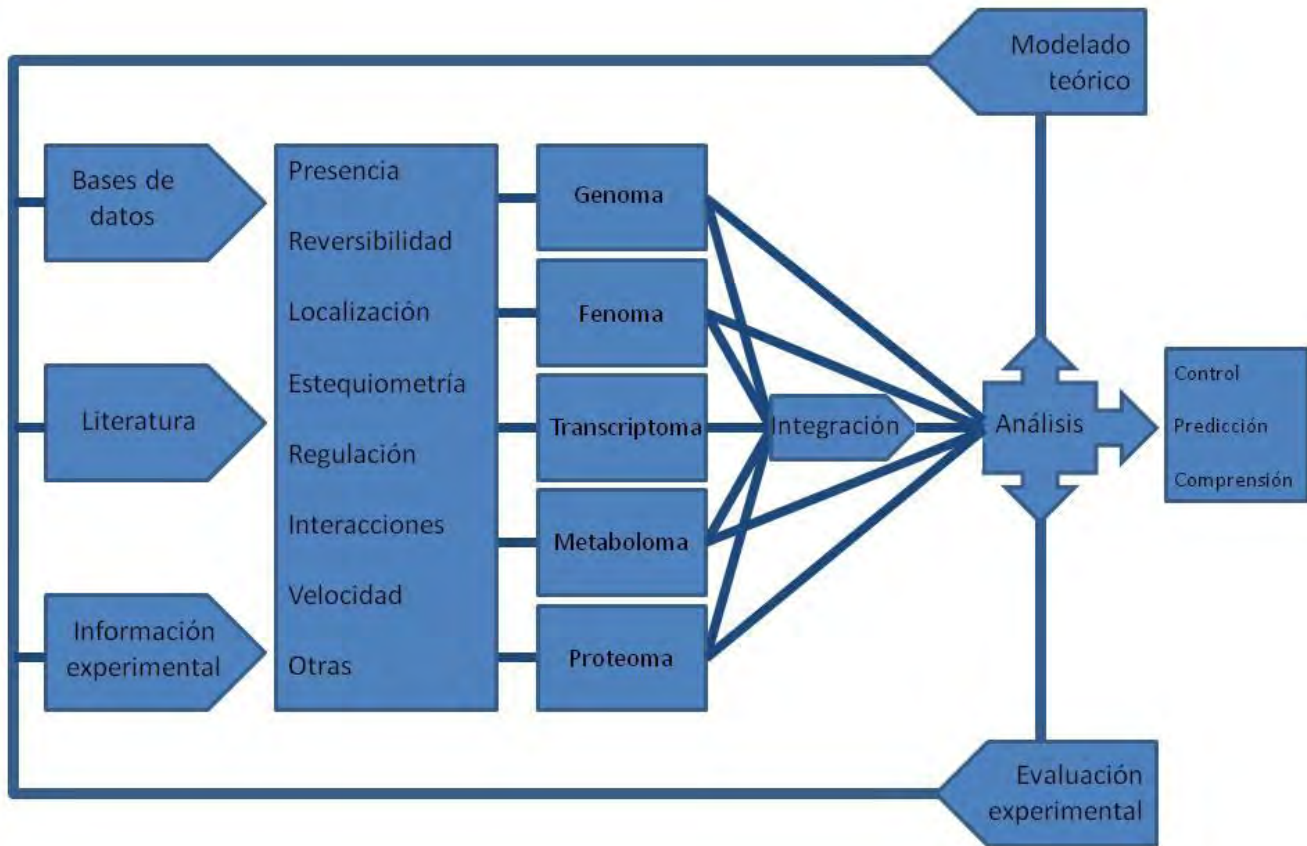 Modelado
teórico
Bases de
datos
Literatura
Información
experimental
Presencia
Reversibilidad
Localización
Estequiometría
Regulación
Interacciones
Velocidad
Otras
Genoma
Fenoma
Transcriptoma
Metaboloma
Proteoma
Integración
Análisis
Control
Predicción
Comprensión
Evaluación
experimental